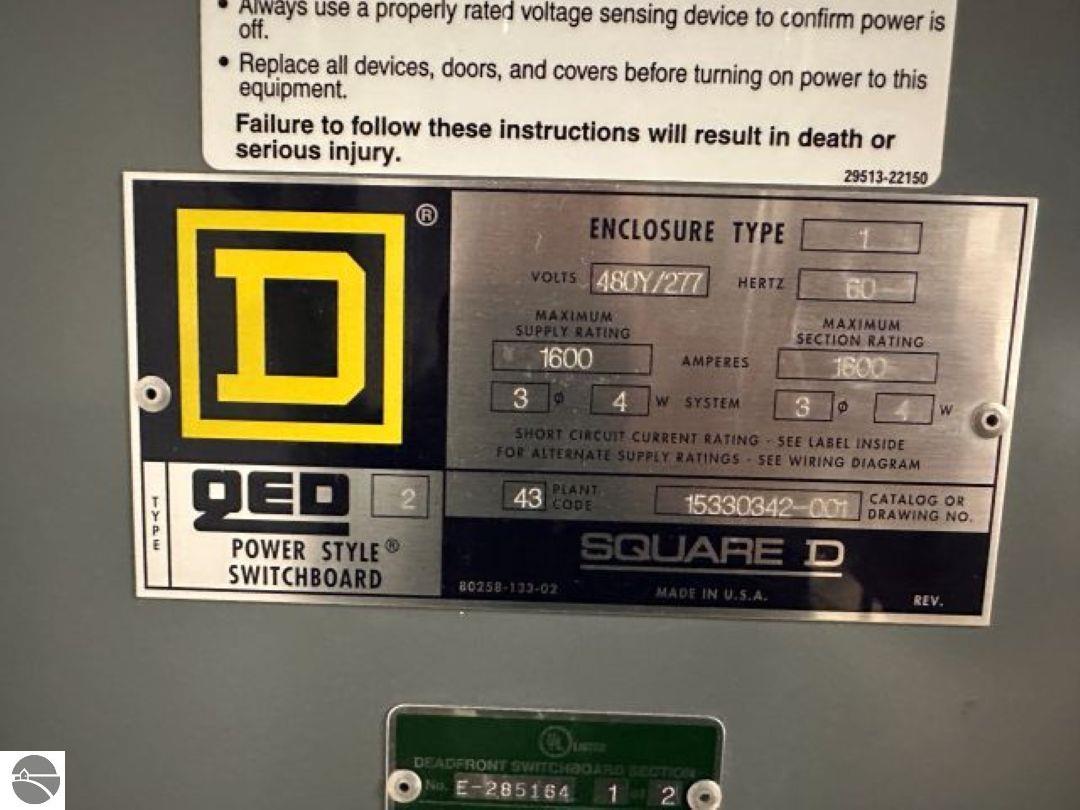 • Always use a properly rated voltage sensing device to confirm power is
off.
• Replace all devices, doors, and covers before turning on power to this
equipment.
Failure to follow these instructions will result in death or
serious injury.
29513-22150
D ®
ENCLOSURE TYPE 1
VOLTS 480Y/277 HERTZ 60
MAXIMUM
SUPPLY RATING
MAXIMUM
SECTION RATING
1600 AMPERES 1600
3 ø 4 W SYSTEM 3 ø 4 W
SHORT CIRCUIT CURRENT RATING - SEE LABEL INSIDE
FOR ALTERNATE SUPPLY RATINGS - SEE WIRING DIAGRAM
TYPE
QED 2
POWER STYLE®
SWITCHBOARD
43 PLANT
CODE
15330342-001 CATALOG OR
DRAWING NO.
SQUARE D
80258-133-02 MADE IN U.S.A. REV.
UL LISTED
DEADFRONT SWITCHBOARD SECTION
No. E-285164 1 of 2